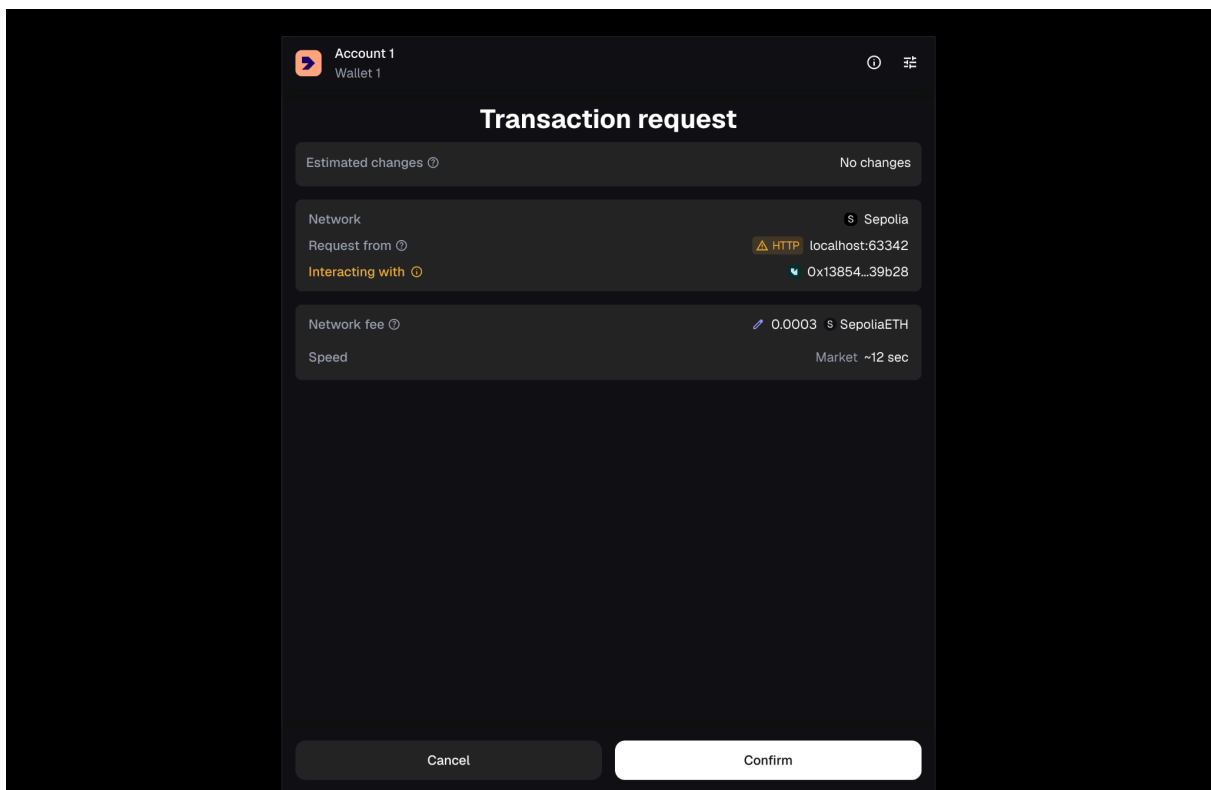 Account 1
Wallet 1
Transaction request
Estimated changes No changes
Network S Sepolia
Request from HTTP localhost:63342
Interacting with 0x13854...39b28
Network fee 0.0003 S SepoliaETH
Speed Market ~12 sec
Cancel Confirm